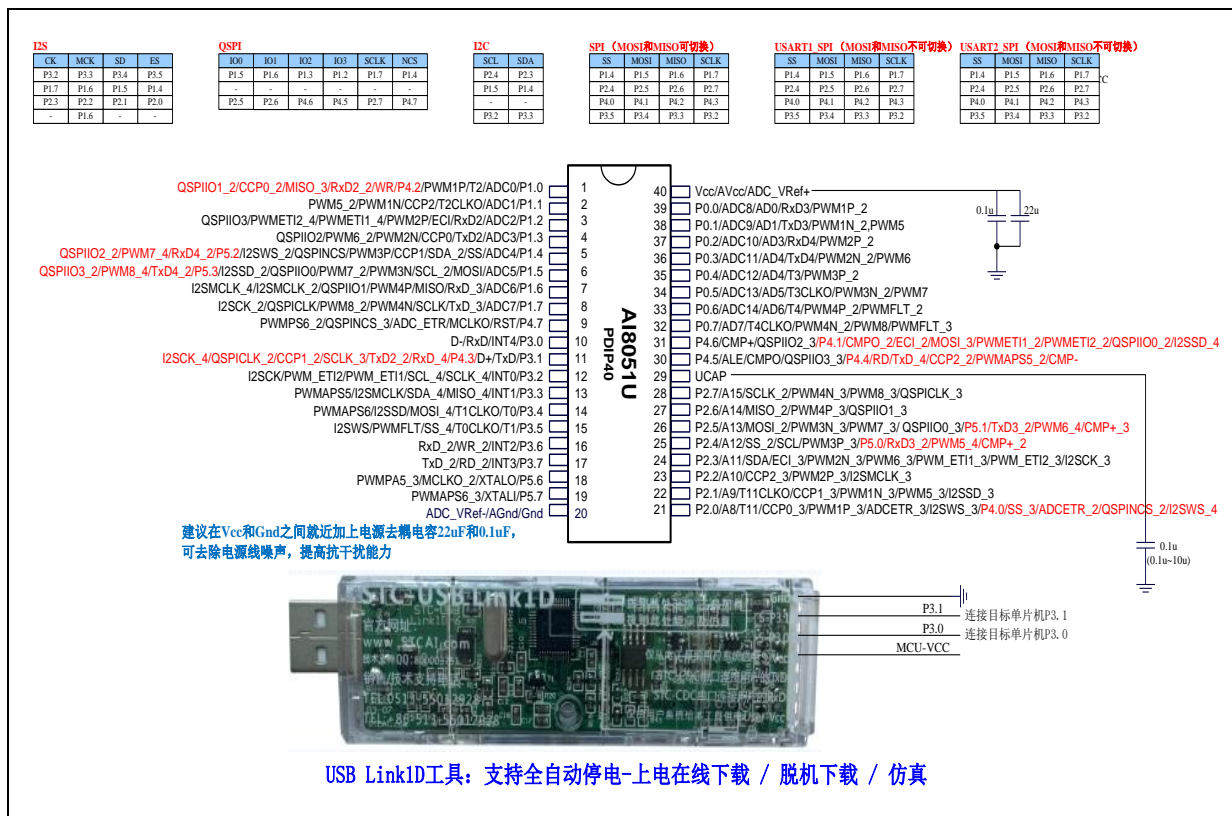 I2S
CK MCK SD ES
P3.2 P3.3 P3.4 P3.5
P1.7 P1.6 P1.5 P1.4
P2.3 P2.2 P2.1 P2.0
- P1.6 - -
QSPI
IO0 IO1 IO2 IO3 SCLK NCS
P1.5 P1.6 P1.3 P1.2 P1.7 P1.4
- - - - - -
P2.5 P2.6 P4.6 P4.5 P2.7 P4.7
I2C
SCL SDA
P2.4 P2.3
P1.5 P1.4
- -
P3.2 P3.3
SPI （MOSI和MISO可切换）
SS MOSI MISO SCLK
P1.4 P1.5 P1.6 P1.7
P2.4 P2.5 P2.6 P2.7
P4.0 P4.1 P4.2 P4.3
P3.5 P3.4 P3.3 P3.2
USART1_SPI （MOSI和MISO不可切换）
SS MOSI MISO SCLK
P1.4 P1.5 P1.6 P1.7
P2.4 P2.5 P2.6 P2.7
P4.0 P4.1 P4.2 P4.3
P3.5 P3.4 P3.3 P3.2
USART2_SPI （MOSI和MISO不可切换）
SS MOSI MISO SCLK
P1.4 P1.5 P1.6 P1.7
P2.4 P2.5 P2.6 P2.7
P4.0 P4.1 P4.2 P4.3
P3.5 P3.4 P3.3 P3.2
QSPIIO1_2/CCP0_2/MISO_3/RxD2_2/WR/P4.2/PWM1P/T2/ADC0/P1.0 1
PWM5_2/PWM1N/CCP2/T2CLKO/ADC1/P1.1 2
QSPIIO3/PWMETI2_4/PWMETI1_4/PWM2P/ECI/RxD2/ADC2/P1.2 3
QSPIIO2/PWM6_2/PWM2N/CCP0/TxD2/ADC3/P1.3 4
QSPIIO2_2/PWM7_4/RxD4_2/P5.2/I2SWS_2/QSPINCS/PWM3P/CCP1/SDA_2/SS/ADC4/P1.4 5
QSPIIO3_2/PWM8_4/TxD4_2/P5.3/I2SSD_2/QSPIIO0/PWM7_2/PWM3N/SCL_2/MOSI/ADC5/P1.5 6
I2SMCLK_4/I2SMCLK_2/QSPIIO1/PWM4P/MISO/RxD_3/ADC6/P1.6 7
I2SCK_2/QSPICLK/PWM8_2/PWM4N/SCLK/TxD_3/ADC7/P1.7 8
PWMPS6_2/QSPINCS_3/ADC_ETR/MCLKO/RST/P4.7 9
D-/RxD/INT4/P3.0 10
I2SCK_4/QSPICLK_2/CCP1_2/SCLK_3/TxD2_2/RxD_4/P4.3/D+/TxD/P3.1 11
I2SCK/PWM_ETI2/PWM_ETI1/SCL_4/SCLK_4/INT0/P3.2 12
PWMAPS5/I2SMCLK/SDA_4/MISO_4/INT1/P3.3 13
PWMAPS6/I2SSD/MOSI_4/T1CLKO/T0/P3.4 14
I2SWS/PWMFLT/SS_4/T0CLKO/T1/P3.5 15
RxD_2/WR_2/INT2/P3.6 16
TxD_2/RD_2/INT3/P3.7 17
PWMPA5_3/MCLKO_2/XTALO/P5.6 18
PWMAPS6_3/XTALI/P5.7 19
ADC_VRef-/AGnd/Gnd 20
AI8051U
PDIP40
40 Vcc/AVcc/ADC_VRef+
39 P0.0/ADC8/AD0/RxD3/PWM1P_2
38 P0.1/ADC9/AD1/TxD3/PWM1N_2,PWM5
37 P0.2/ADC10/AD3/RxD4/PWM2P_2
36 P0.3/ADC11/AD4/TxD4/PWM2N_2/PWM6
35 P0.4/ADC12/AD4/T3/PWM3P_2
34 P0.5/ADC13/AD5/T3CLKO/PWM3N_2/PWM7
33 P0.6/ADC14/AD6/T4/PWM4P_2/PWMFLT_2
32 P0.7/AD7/T4CLKO/PWM4N_2/PWM8/PWMFLT_3
31 P4.6/CMP+/QSPIIO2_3/P4.1/CMPO_2/ECI_2/MOSI_3/PWMETI1_2/PWMETI2_2/QSPIIO0_2/I2SSD_4
30 P4.5/ALE/CMPO/QSPIIO3_3/P4.4/RD/TxD_4/CCP2_2/PWMAPS5_2/CMP-
29 UCAP
28 P2.7/A15/SCLK_2/PWM4N_3/PWM8_3/QSPICLK_3
27 P2.6/A14/MISO_2/PWM4P_3/QSPIIO1_3
26 P2.5/A13/MOSI_2/PWM3N_3/PWM7_3/ QSPIIO0_3/P5.1/TxD3_2/PWM6_4/CMP+_3
25 P2.4/A12/SS_2/SCL/PWM3P_3/P5.0/RxD3_2/PWM5_4/CMP+_2
24 P2.3/A11/SDA/ECI_3/PWM2N_3/PWM6_3/PWM_ETI1_3/PWM_ETI2_3/I2SCK_3
23 P2.2/A10/CCP2_3/PWM2P_3/I2SMCLK_3
22 P2.1/A9/T11CLKO/CCP1_3/PWM1N_3/PWM5_3/I2SSD_3
21 P2.0/A8/T11/CCP0_3/PWM1P_3/ADCETR_3/I2SWS_3/P4.0/SS_3/ADCETR_2/QSPINCS_2/I2SWS_4
0.1u 22u
0.1u
(0.1u~10u)
建议在Vcc和Gnd之间就近加上电源去耦电容22uF和0.1uF,
可去除电源线噪声，提高抗干扰能力
STC-USB Link1D
官方网址:
www.STCAI.com
P3.1 连接目标单片机P3.1
P3.0 连接目标单片机P3.0
MCU-VCC
USB Link1D工具: 支持全自动停电-上电在线下载 / 脱机下载 / 仿真